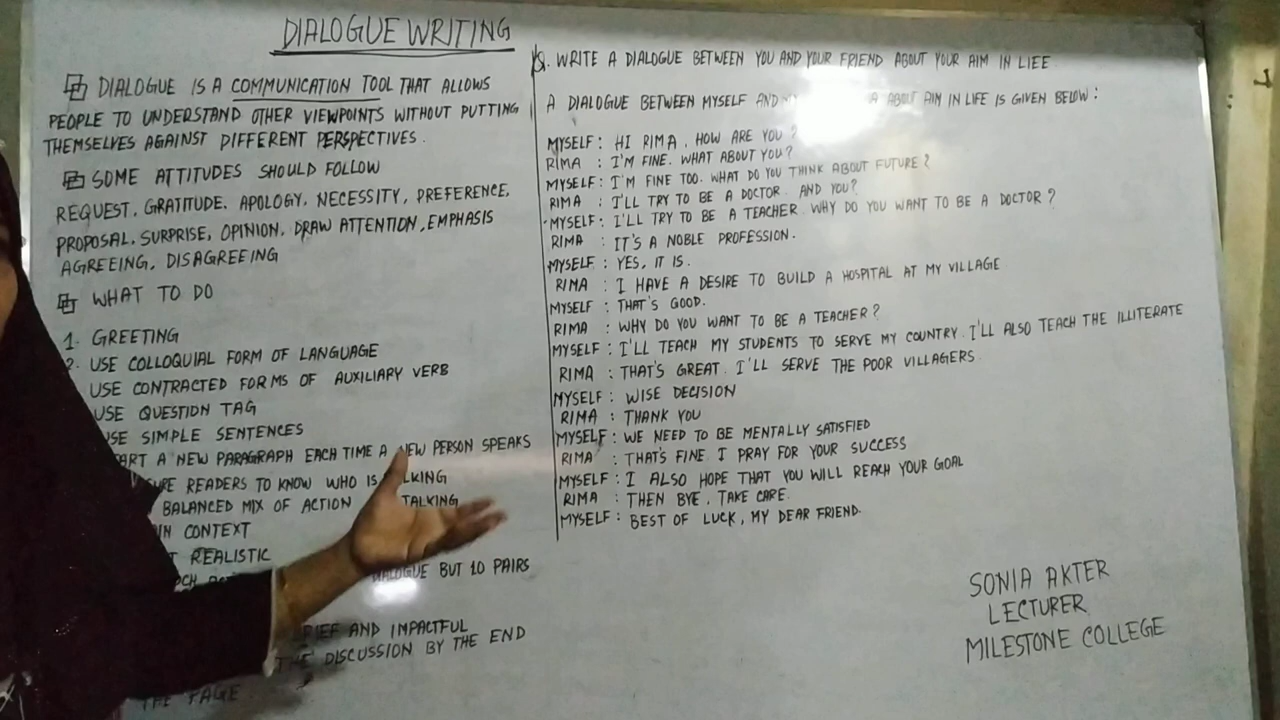 DIALOGUE WRITING
DIALOGUE IS A COMMUNICATION TOOL THAT ALLOWS
PEOPLE TO UNDERSTAND OTHER VIEWPOINTS WITHOUT PUTTING
THEMSELVES AGAINST DIFFERENT PERSPECTIVES.
SOME ATTITUDES SHOULD FOLLOW
REQUEST, GRATITUDE, APOLOGY, NECESSITY, PREFERENCE,
PROPOSAL, SURPRISE, OPINION, DRAW ATTENTION, EMPHASIS
AGREEING, DISAGREEING
WHAT TO DO
1. GREETING
2. USE COLLOQUIAL FORM OF LANGUAGE
USE CONTRACTED FORMS OF AUXILIARY VERB
USE QUESTION TAG
USE SIMPLE SENTENCES
A NEW PARAGRAPH EACH TIME A NEW PERSON SPEAKS
READERS TO KNOW WHO IS
BALANCED MIX OF ACTION TALKING
IN CONTEXT
REALISTIC
DIALOGUE BUT 10 PAIRS
AND IMPACTFUL
THE DISCUSSION BY THE END
THE PAGE.
Q. WRITE A DIALOGUE BETWEEN YOU AND YOUR FRIEND ABOUT YOUR AIM IN LIFE
A DIALOGUE BETWEEN MYSELF AND ABOUT AIM IN LIFE IS GIVEN BELOW:
MYSELF: HI RIMA, HOW ARE YOU?
RIMA : I'M FINE. WHAT ABOUT YOU?
MYSELF: I'M FINE TOO. WHAT DO YOU THINK ABOUT FUTURE?
RIMA : I'LL TRY TO BE A DOCTOR. AND YOU?
MYSELF: I'LL TRY TO BE A TEACHER. WHY DO YOU WANT TO BE A DOCTOR?
RIMA : IT'S A NOBLE PROFESSION.
MYSELF: YES, IT IS.
RIMA : I HAVE A DESIRE TO BUILD A HOSPITAL AT MY VILLAGE
MYSELF: THAT'S GOOD.
RIMA : WHY DO YOU WANT TO BE A TEACHER?
MYSELF: I'LL TEACH MY STUDENTS TO SERVE MY COUNTRY. I'LL ALSO TEACH THE ILLITERATE
RIMA : THAT'S GREAT. I'LL SERVE THE POOR VILLAGERS.
MYSELF: WISE DECISION
RIMA : THANK YOU
MYSELF: WE NEED TO BE MENTALLY SATISFIED
RIMA : THAT'S FINE I PRAY FOR YOUR SUCCESS
MYSELF: I ALSO HOPE THAT YOU WILL REACH YOUR GOAL
RIMA : THEN BYE. TAKE CARE.
MYSELF: BEST OF LUCK, MY DEAR FRIEND.
SONIA AKTER
LECTURER
MILESTONE COLLEGE